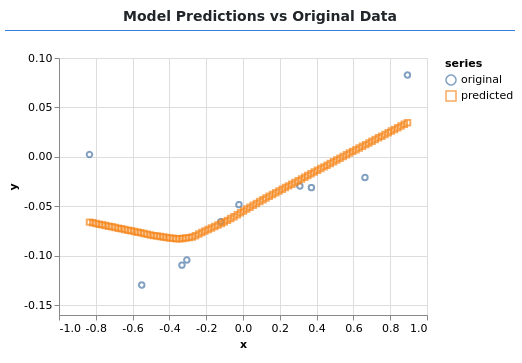 Model Predictions vs Original Data
series
original
predicted
y
0.10
0.05
0.00
-0.05
-0.10
-0.15
-1.0 -0.8 -0.6 -0.4 -0.2 0.0 0.2 0.4 0.6 0.8 1.0
x